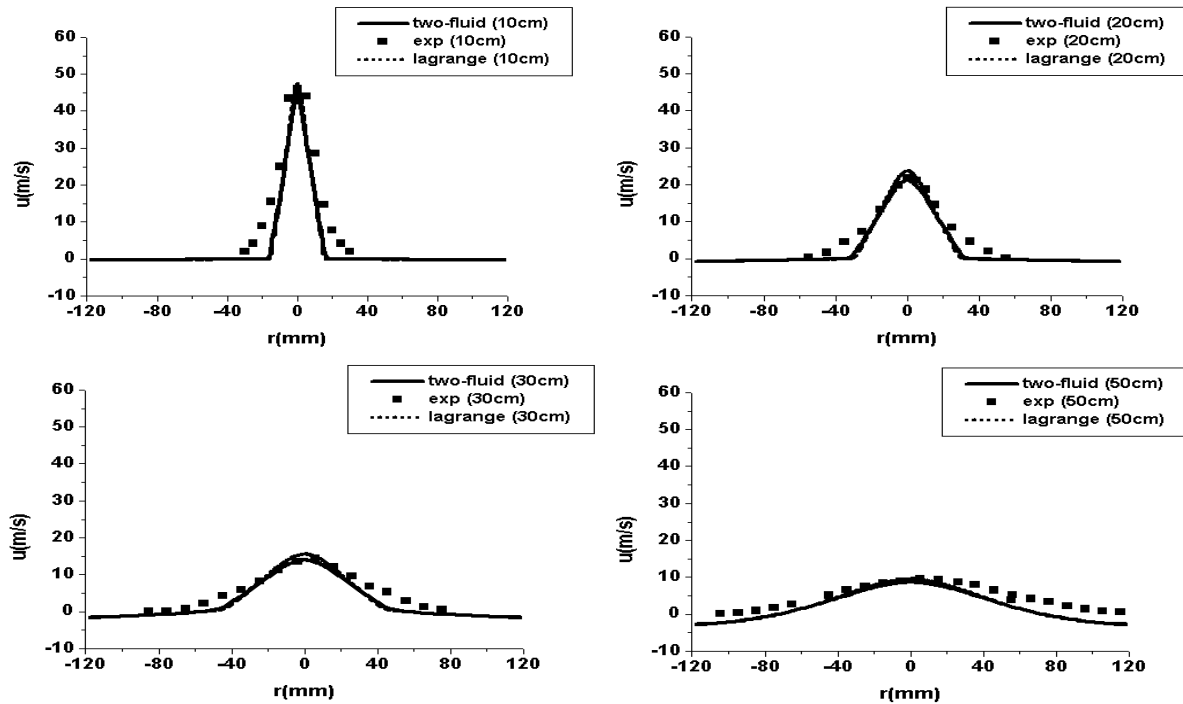 two-fluid (10cm)
exp (10cm)
lagrange (10cm)
60
50
40
30
20
10
0
-10
u(m/s)
-120 -80 -40 0 40 80 120
r(mm)
two-fluid (20cm)
exp (20cm)
lagrange (20cm)
60
50
40
30
20
10
0
-10
u(m/s)
-120 -80 -40 0 40 80 120
r(mm)
two-fluid (30cm)
exp (30cm)
lagrange (30cm)
60
50
40
30
20
10
0
-10
u(m/s)
-120 -80 -40 0 40 80 120
r(mm)
two-fluid (50cm)
exp (50cm)
lagrange (50cm)
60
50
40
30
20
10
0
-10
u(m/s)
-120 -80 -40 0 40 80 120
r(mm)